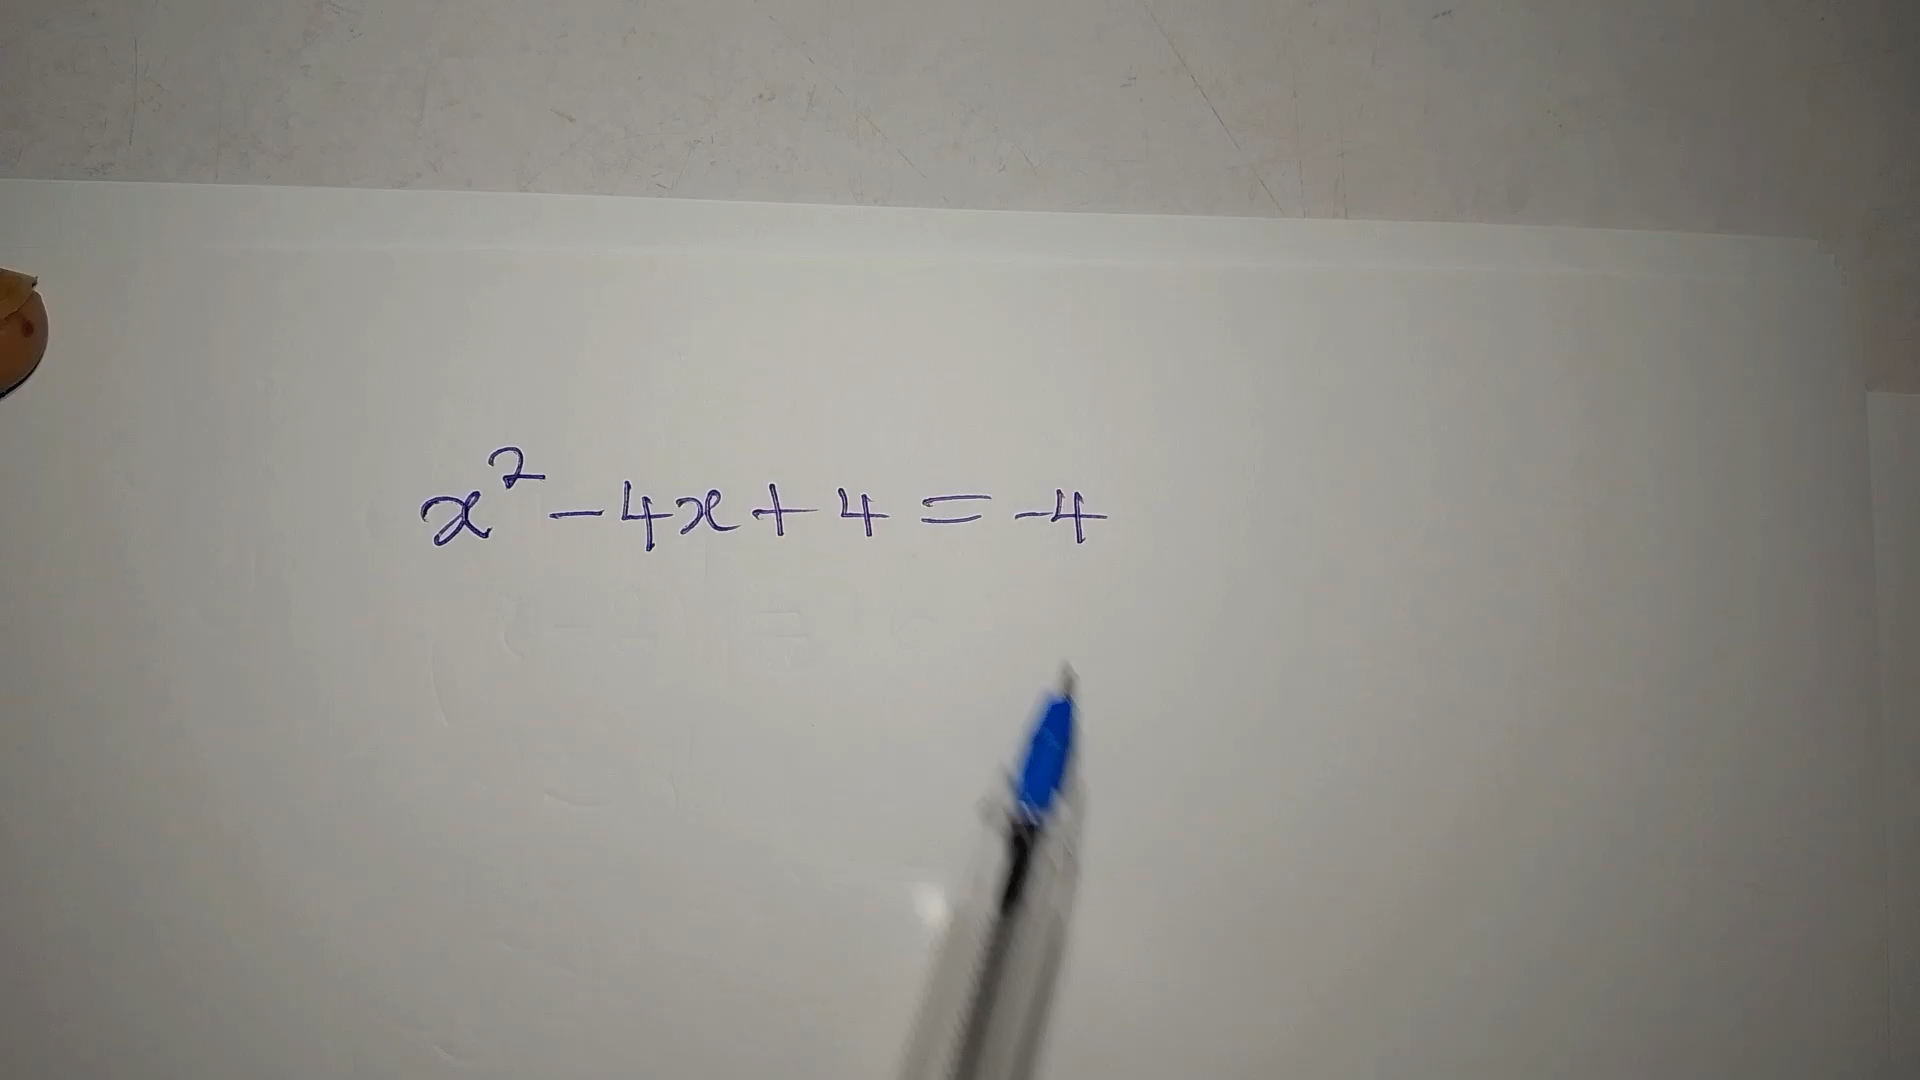 x² - 4x + 4 = -4